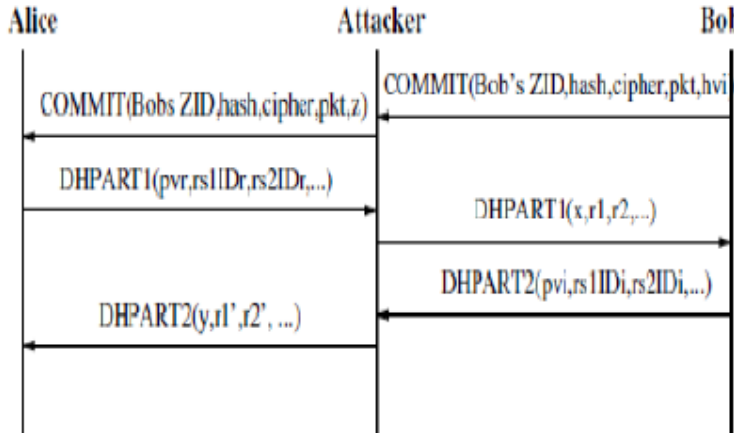 Alice Attacker Bob
COMMIT(Bob's ZID,hash,cipher,pkt,hvi)
COMMIT(Bobs ZID,hash,cipher,pkt,z)
DHPART1(pvr,rs1IDr,rs2IDr,...)
DHPART1(x,r1,r2,...)
DHPART2(pvi,rs1IDi,rs2IDi,...)
DHPART2(y,r1',r2', ...)